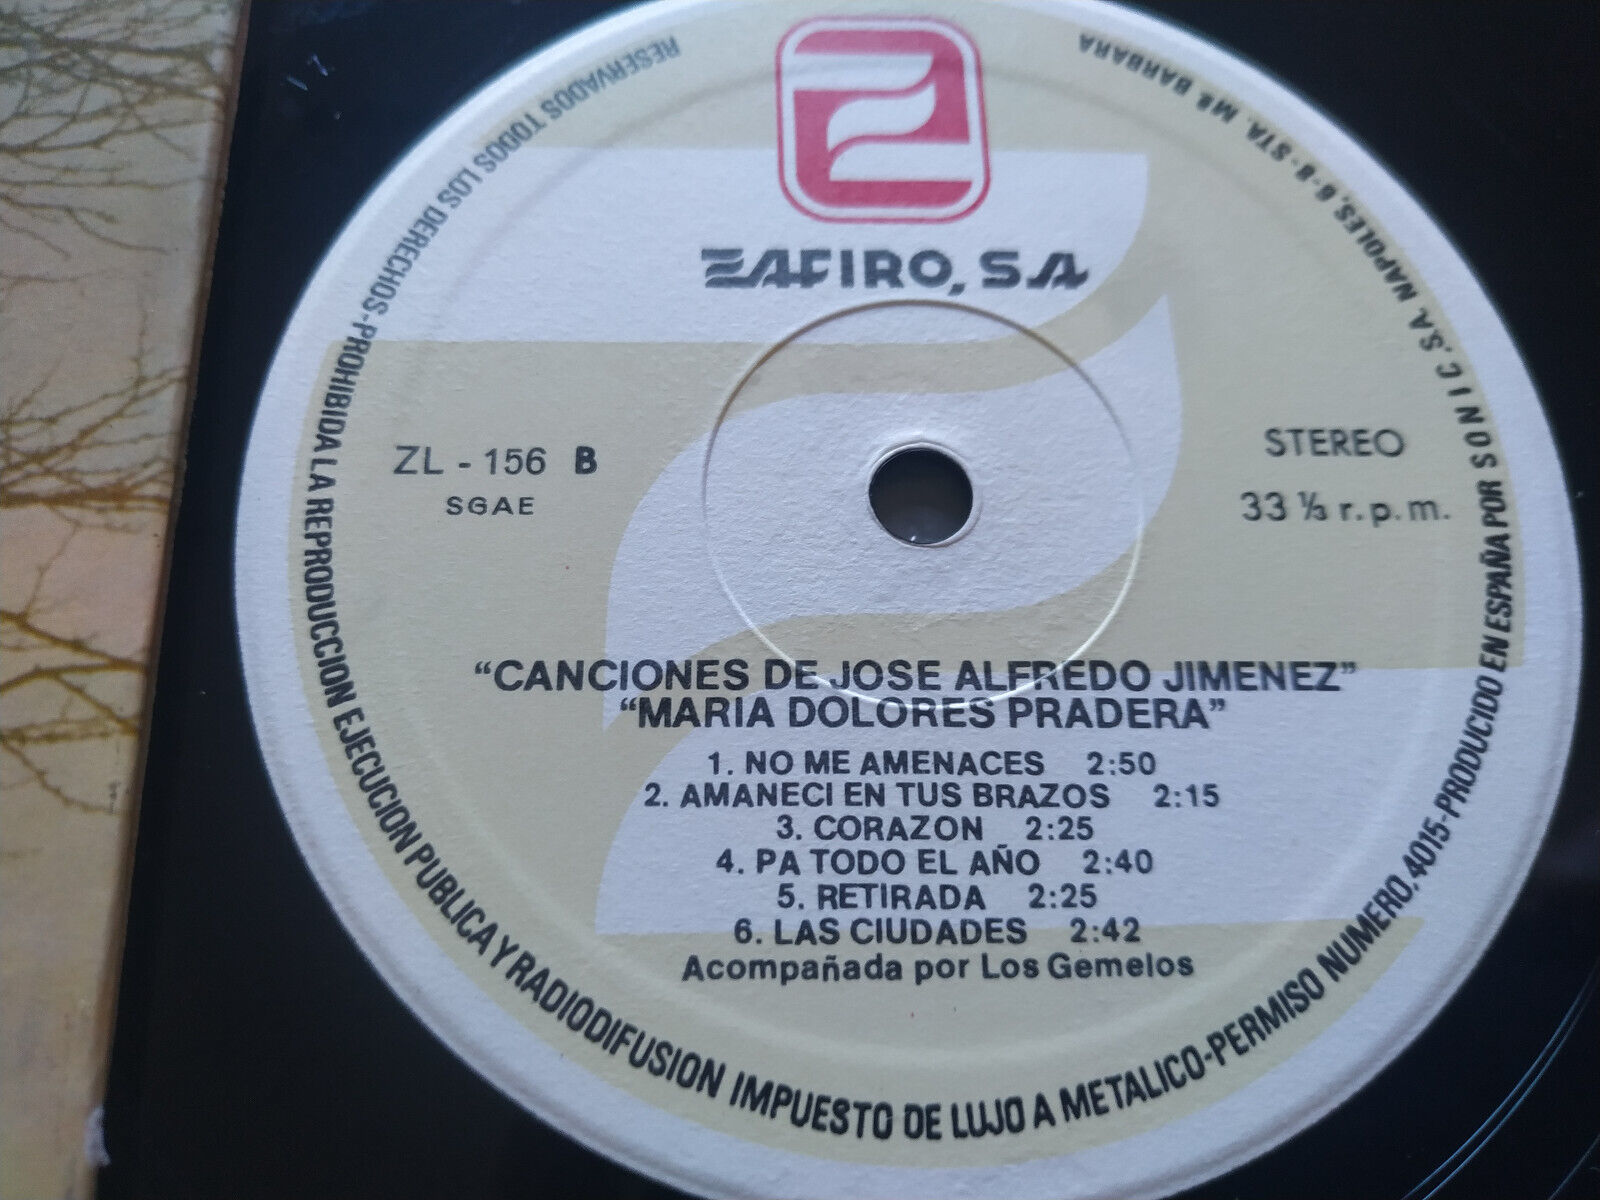 ZAFIRO, S.A.
ZL - 156 B
SGAE
STEREO
33 ⅓ r.p.m.
“CANCIONES DE JOSE ALFREDO JIMENEZ”
“MARIA DOLORES PRADERA”
1. NO ME AMENACES 2:50
2. AMANECI EN TUS BRAZOS 2:15
3. CORAZON 2:25
4. PA TODO EL AÑO 2:40
5. RETIRADA 2:25
6. LAS CIUDADES 2:42
Acompañada por Los Gemelos
RESERVADOS TODOS LOS DERECHOS-PROHIBIDA LA REPRODUCCION EJECUCION PUBLICA Y RADIODIFUSION IMPUESTO DE LUJO A METALICO-PERMISO NUMERO. 4015-PRODUCIDO EN ESPAÑA POR SONIC, S.A. NAPOLES, 6-8-STA. Mª BARBARA